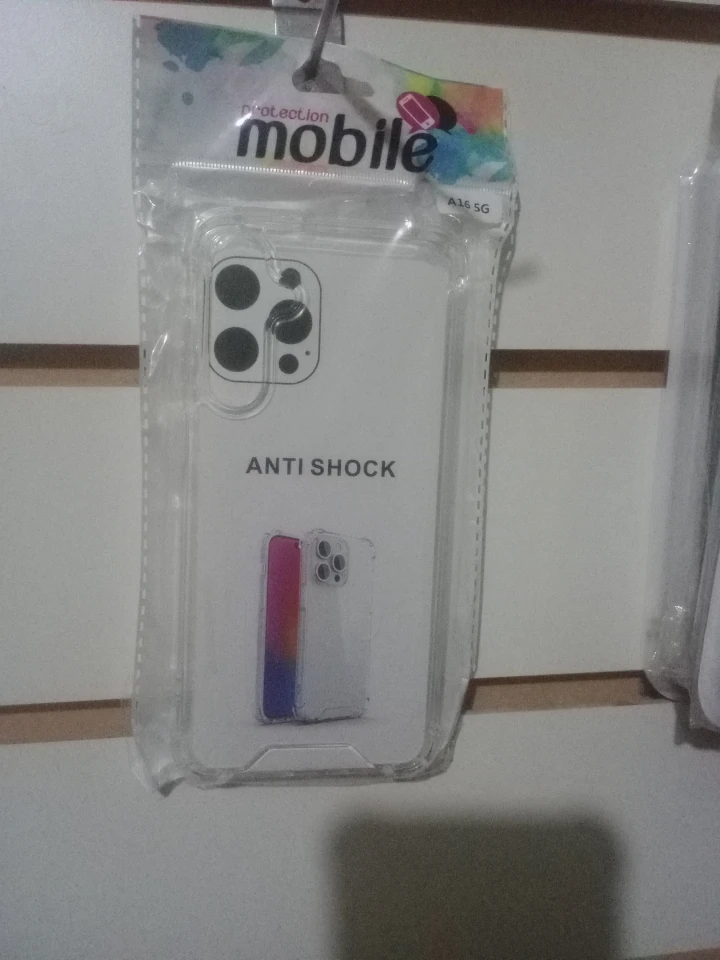 protection
mobile
A16 5G
ANTI SHOCK